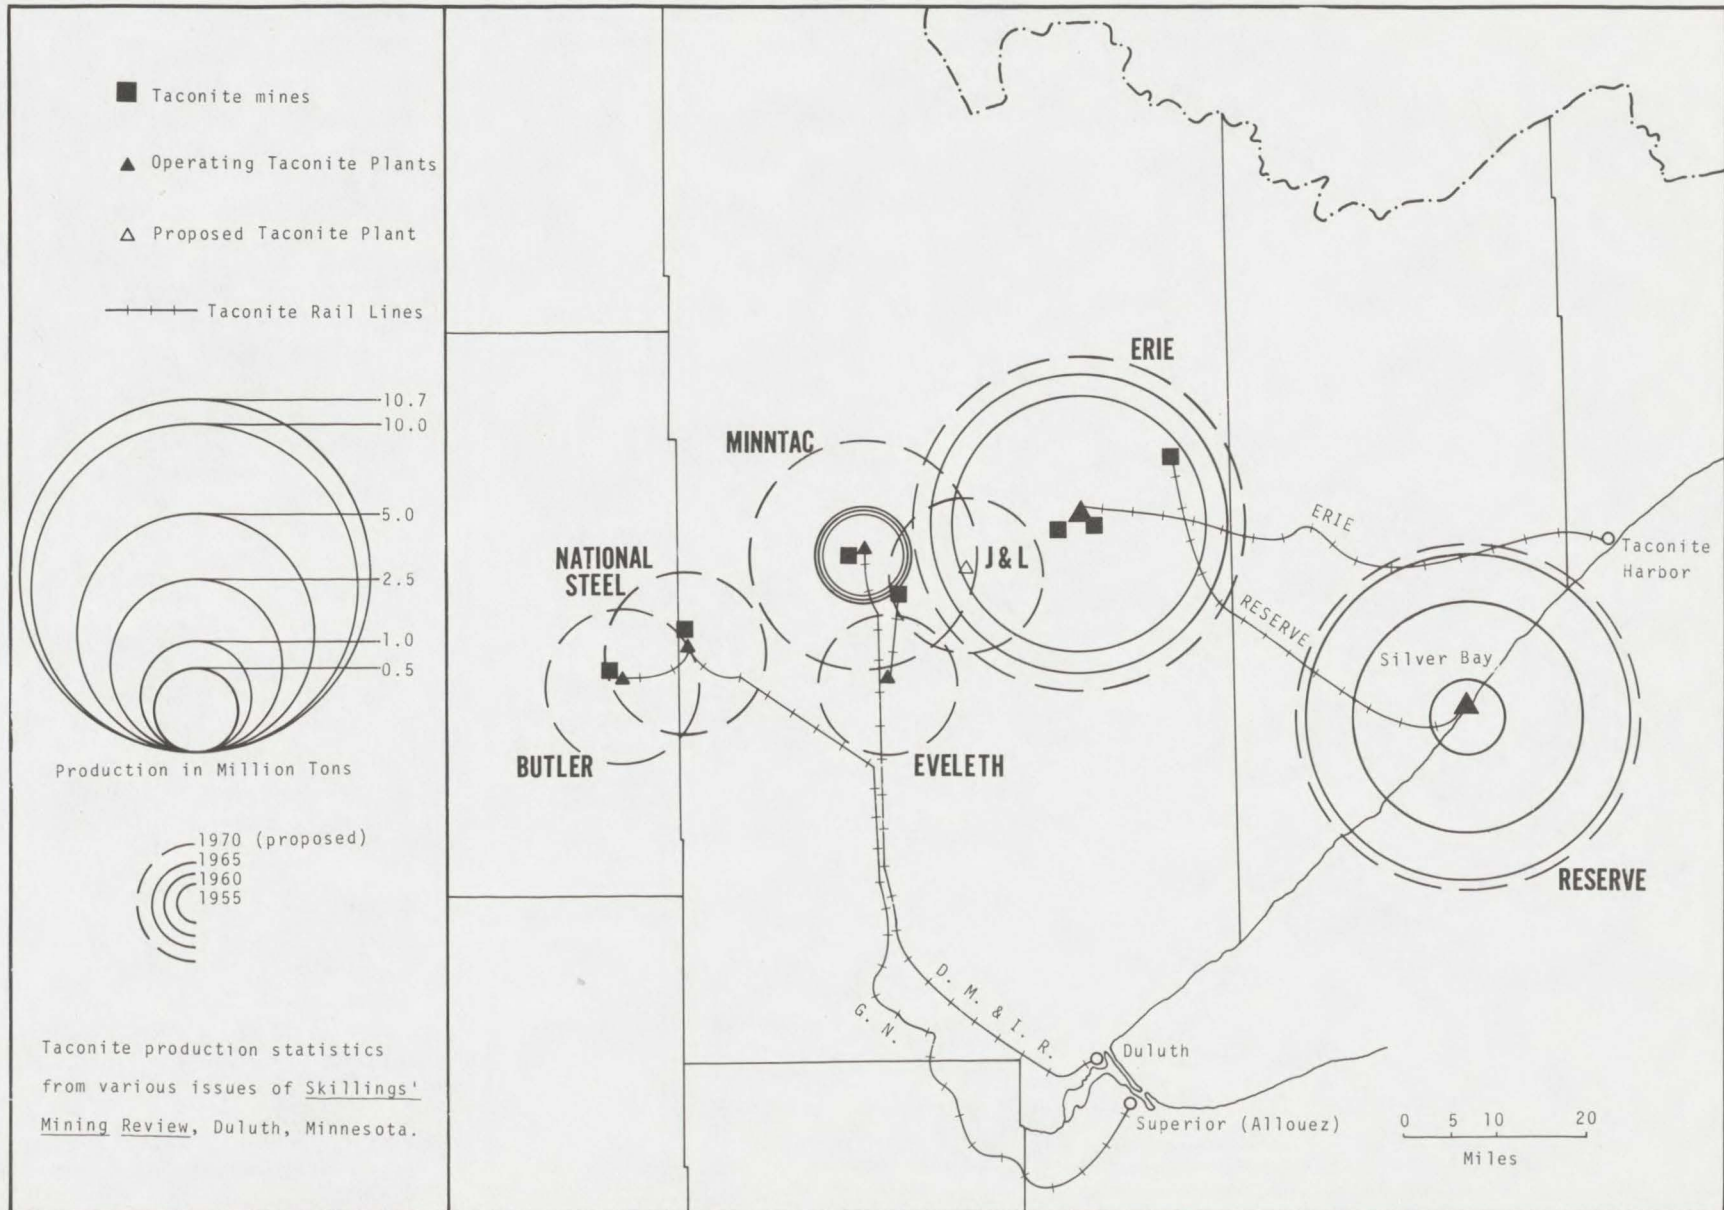 Taconite mines
Operating Taconite Plants
Proposed Taconite Plant
Taconite Rail Lines
10.7
10.0
5.0
2.5
1.0
0.5
Production in Million Tons
1970 (proposed)
1965
1960
1955
Taconite production statistics
from various issues of Skillings'
Mining Review, Duluth, Minnesota.
ERIE
MINNTAC
NATIONAL
STEEL
J & L
ERIE
Taconite
Harbor
RESERVE
Silver Bay
BUTLER
EVELETH
RESERVE
D. M. & I. R.
G. N.
Duluth
Superior (Allouez)
0 5 10 20
Miles